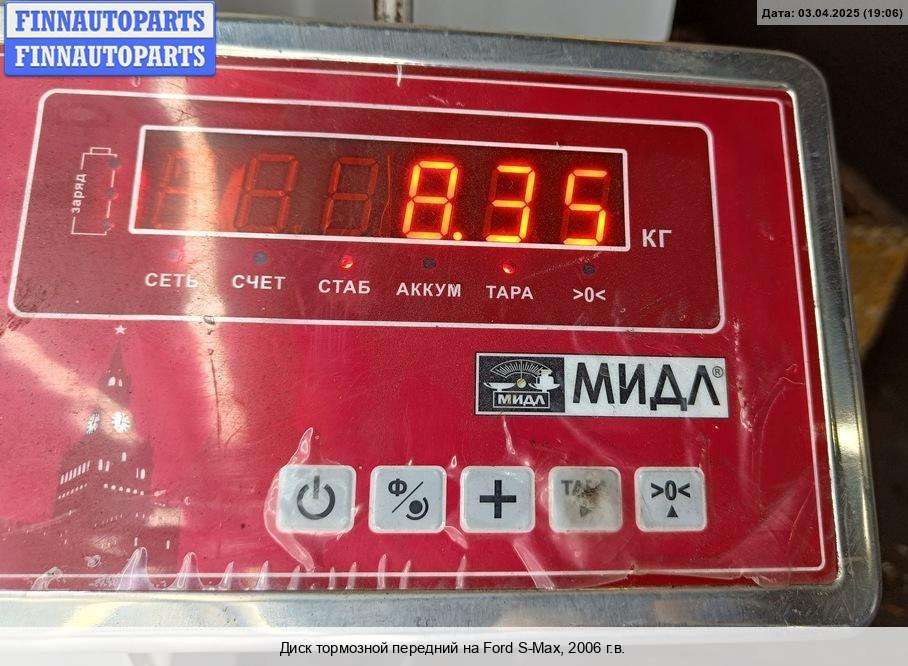 FINNAUTOPARTS
FINNAUTOPARTS
Дата: 03.04.2025 (19:06)
заряд
8.35
КГ
СЕТЬ СЧЕТ СТАБ АККУМ ТАРА >0<
МИДЛ МИДЛ®
Ф
ТАРА
>0<
Диск тормозной передний на Ford S-Max, 2006 г.в.